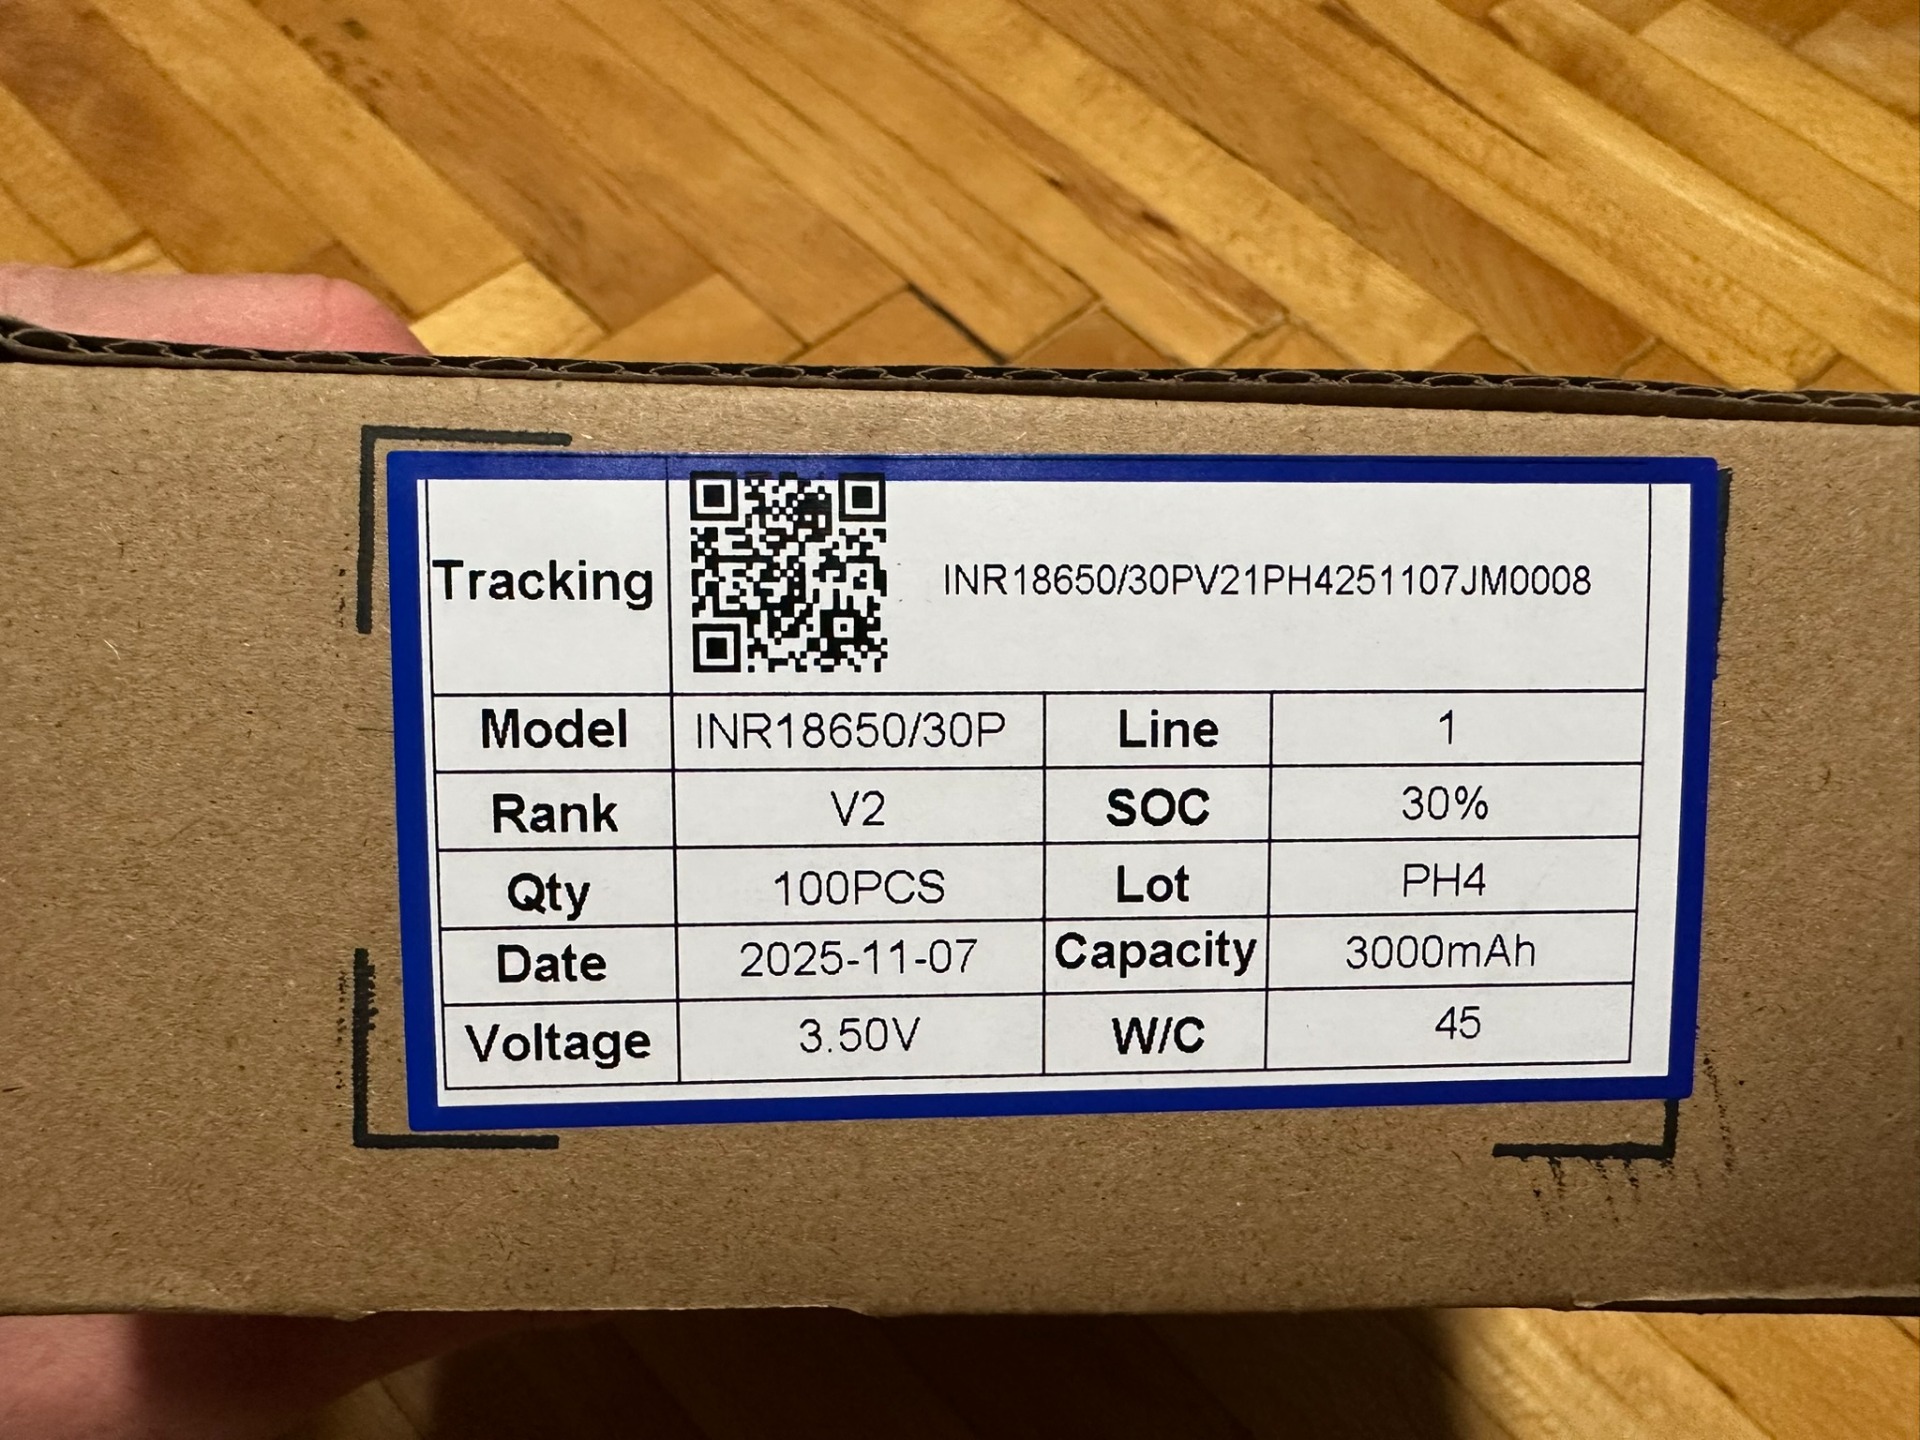 Tracking INR18650/30PV21PH4251107JM0008
Model INR18650/30P Line 1
Rank V2 SOC 30%
Qty 100PCS Lot PH4
Date 2025-11-07 Capacity 3000mAh
Voltage 3.50V W/C 45